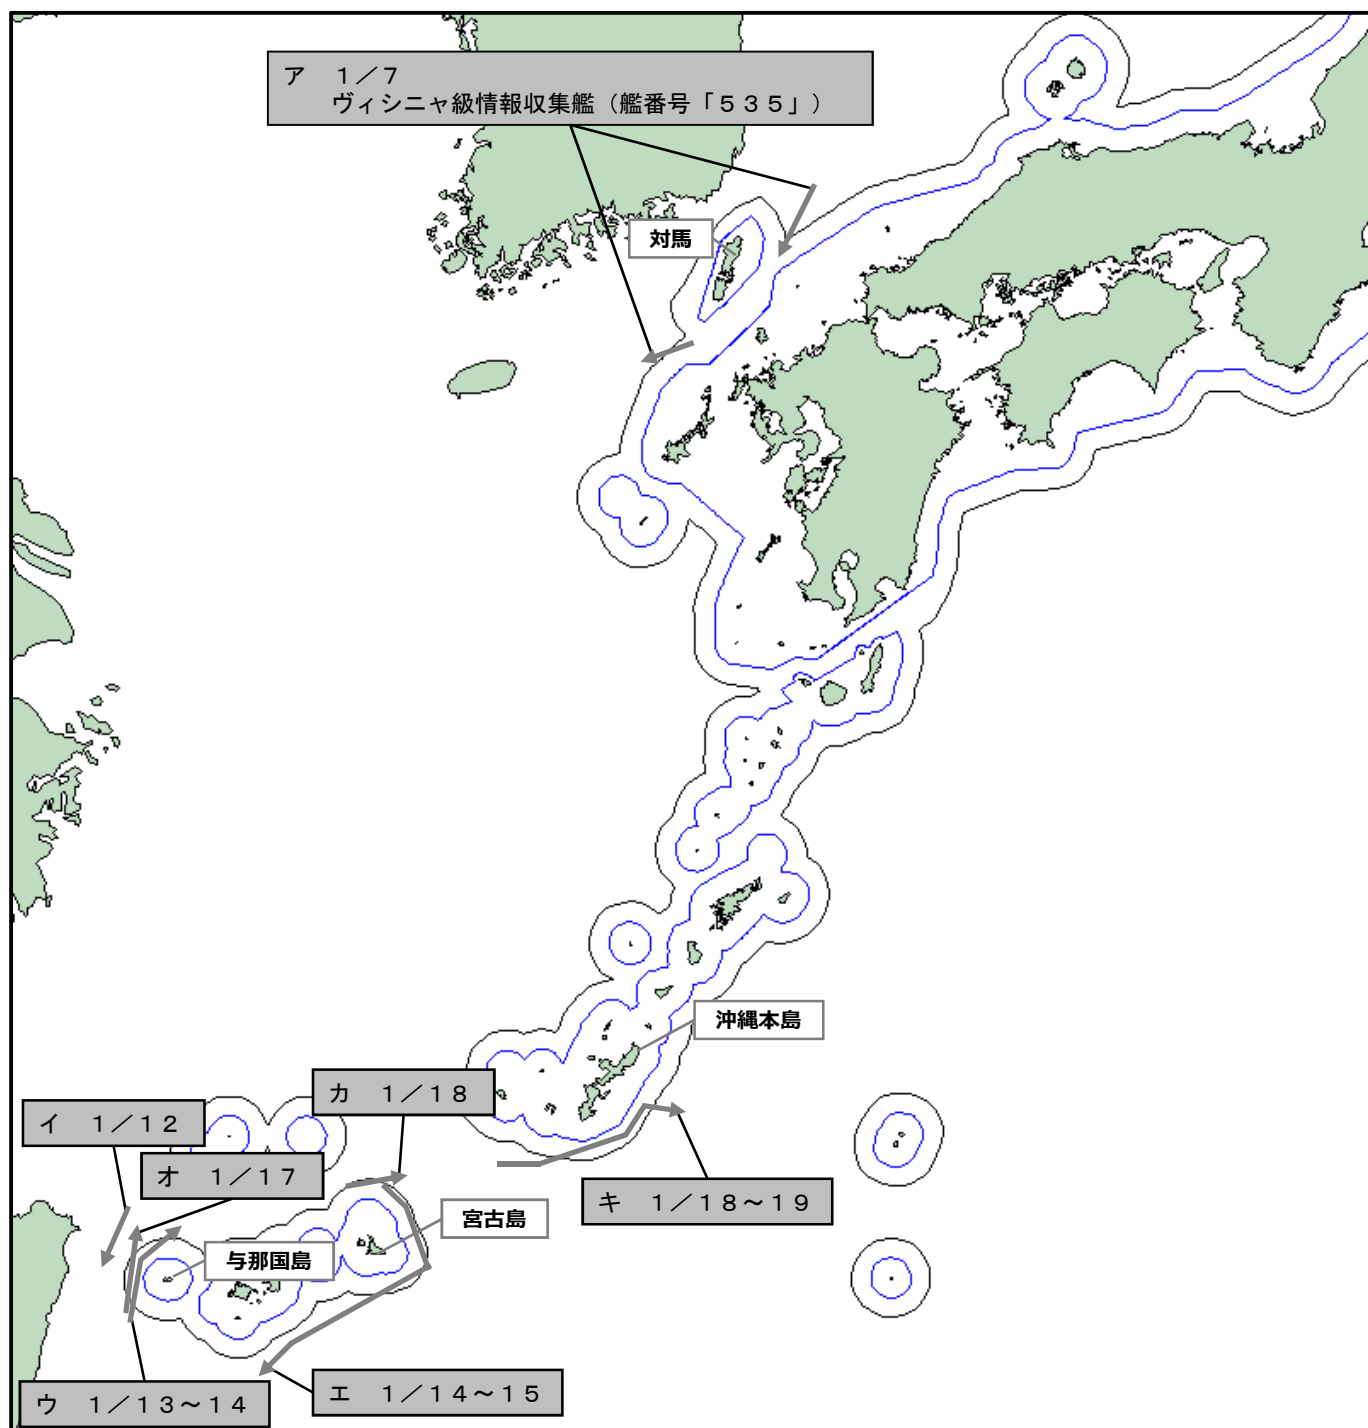 ア　１／７
ヴィシニャ級情報収集艦（艦番号「５３５」）
対馬
沖縄本島
カ　１／１８
イ　１／１２
オ　１／１７
キ　１／１８～１９
宮古島
与那国島
エ　１／１４～１５
ウ　１／１３～１４